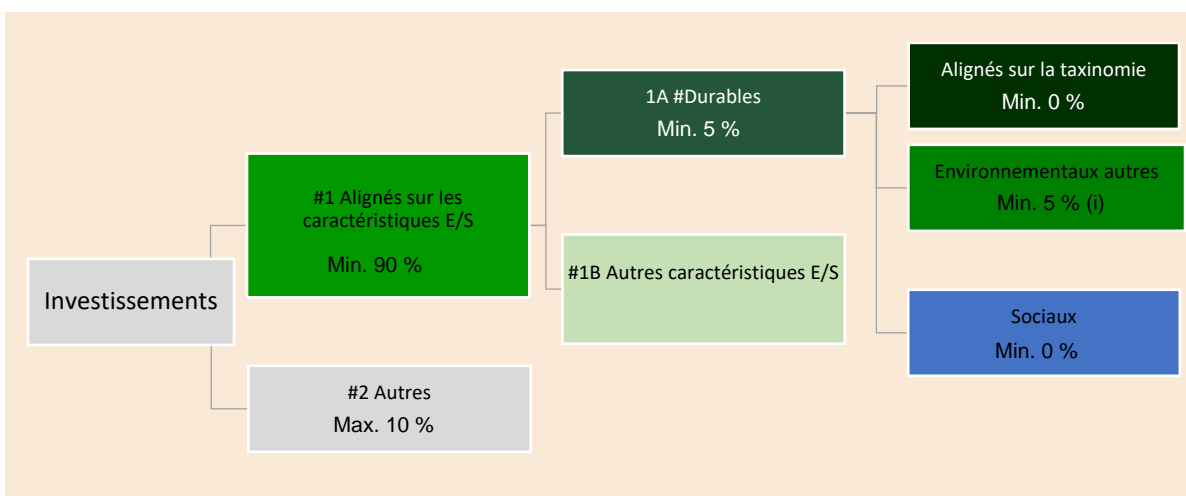 Investissements
#1 Alignés sur les
caractéristiques E/S
Min. 90 %
#2 Autres
Max. 10 %
1A #Durables
Min. 5 %
#1B Autres caractéristiques E/S
Alignés sur la taxinomie
Min. 0 %
Environnementaux autres
Min. 5 % (i)
Sociaux
Min. 0 %